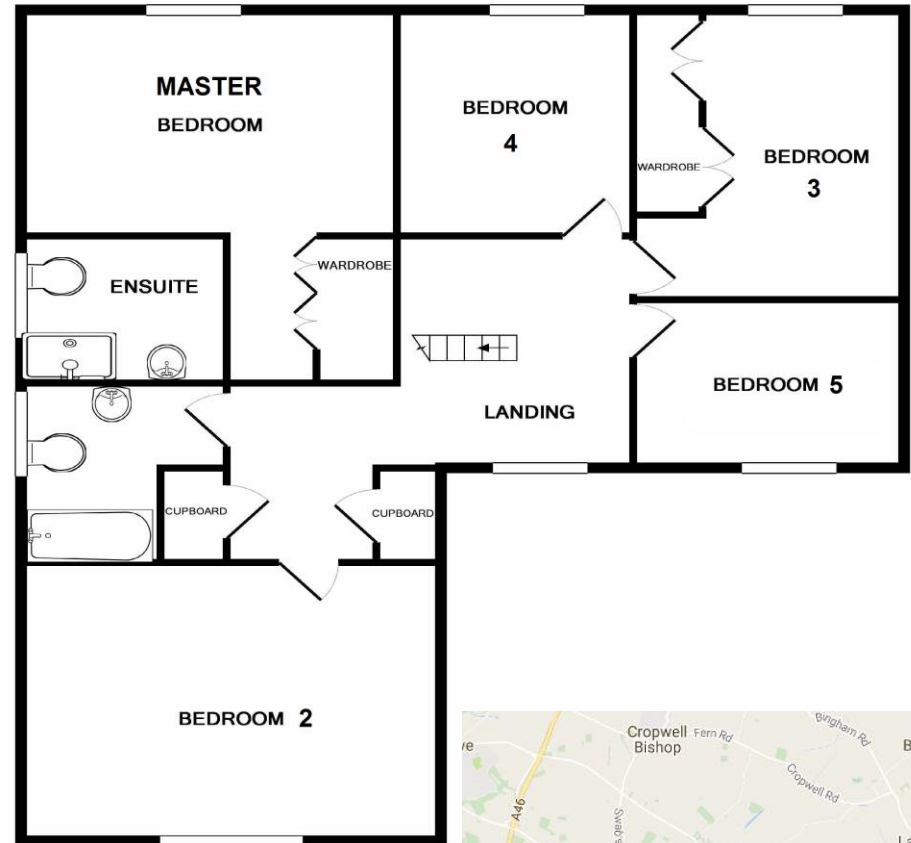 MASTER
BEDROOM
BEDROOM
4
BEDROOM
3
WARDROBE
WARDROBE
ENSUITE
BEDROOM 5
LANDING
CUPBOARD
CUPBOARD
BEDROOM 2
Cropwell
Bishop
Fern Rd
Bingham Rd
Cropwell Rd
A46